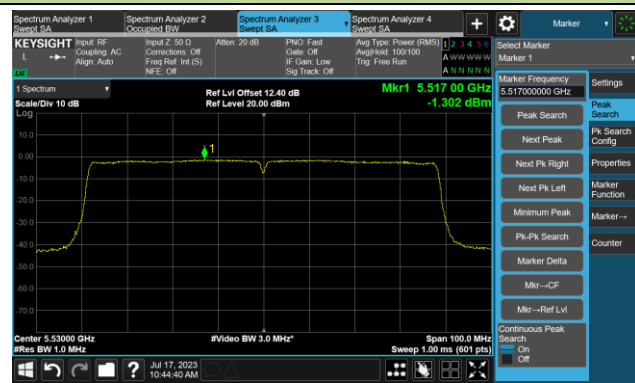 Spectrum Analyzer 1
Swept SA
Spectrum Analyzer 2
Occupied BW
Spectrum Analyzer 3
Swept SA
Spectrum Analyzer 4
Swept SA
+
Marker
KEYSIGHT
L
Input: RF
Coupling: AC
Align: Auto
Input Z: 50 Ω
Corrections: Off
Freq Ref: Int (S)
NFE: Off
Atten: 20 dB
PNO: Fast
Gate: Off
IF Gain: Low
Sig Track: Off
Avg Type: Power (RMS)
Avg|Hold: 100/100
Trig: Free Run
1 2 3 4 5 6
A W W W W W
A N N N N N
Select Marker
Marker 1
1 Spectrum
Scale/Div 10 dB
Log
Ref Lvl Offset 12.40 dB
Ref Level 20.00 dBm
Mkr1 5.517 00 GHz
-1.302 dBm
10.0
0.00
-10.0
-20.0
-30.0
-40.0
-50.0
-60.0
-70.0
1
Center 5.53000 GHz
#Res BW 1.0 MHz
#Video BW 3.0 MHz*
Span 100.0 MHz
Sweep 1.00 ms (601 pts)
Marker Frequency
5.517000000 GHz
Peak Search
Next Peak
Next Pk Right
Next Pk Left
Minimum Peak
Pk-Pk Search
Marker Delta
Mkr→CF
Mkr→Ref Lvl
Continuous Peak
Search
On
Off
Settings
Peak
Search
Pk Search
Config
Properties
Marker
Function
Marker→
Counter
?
Jul 17, 2023
10:44:40 AM